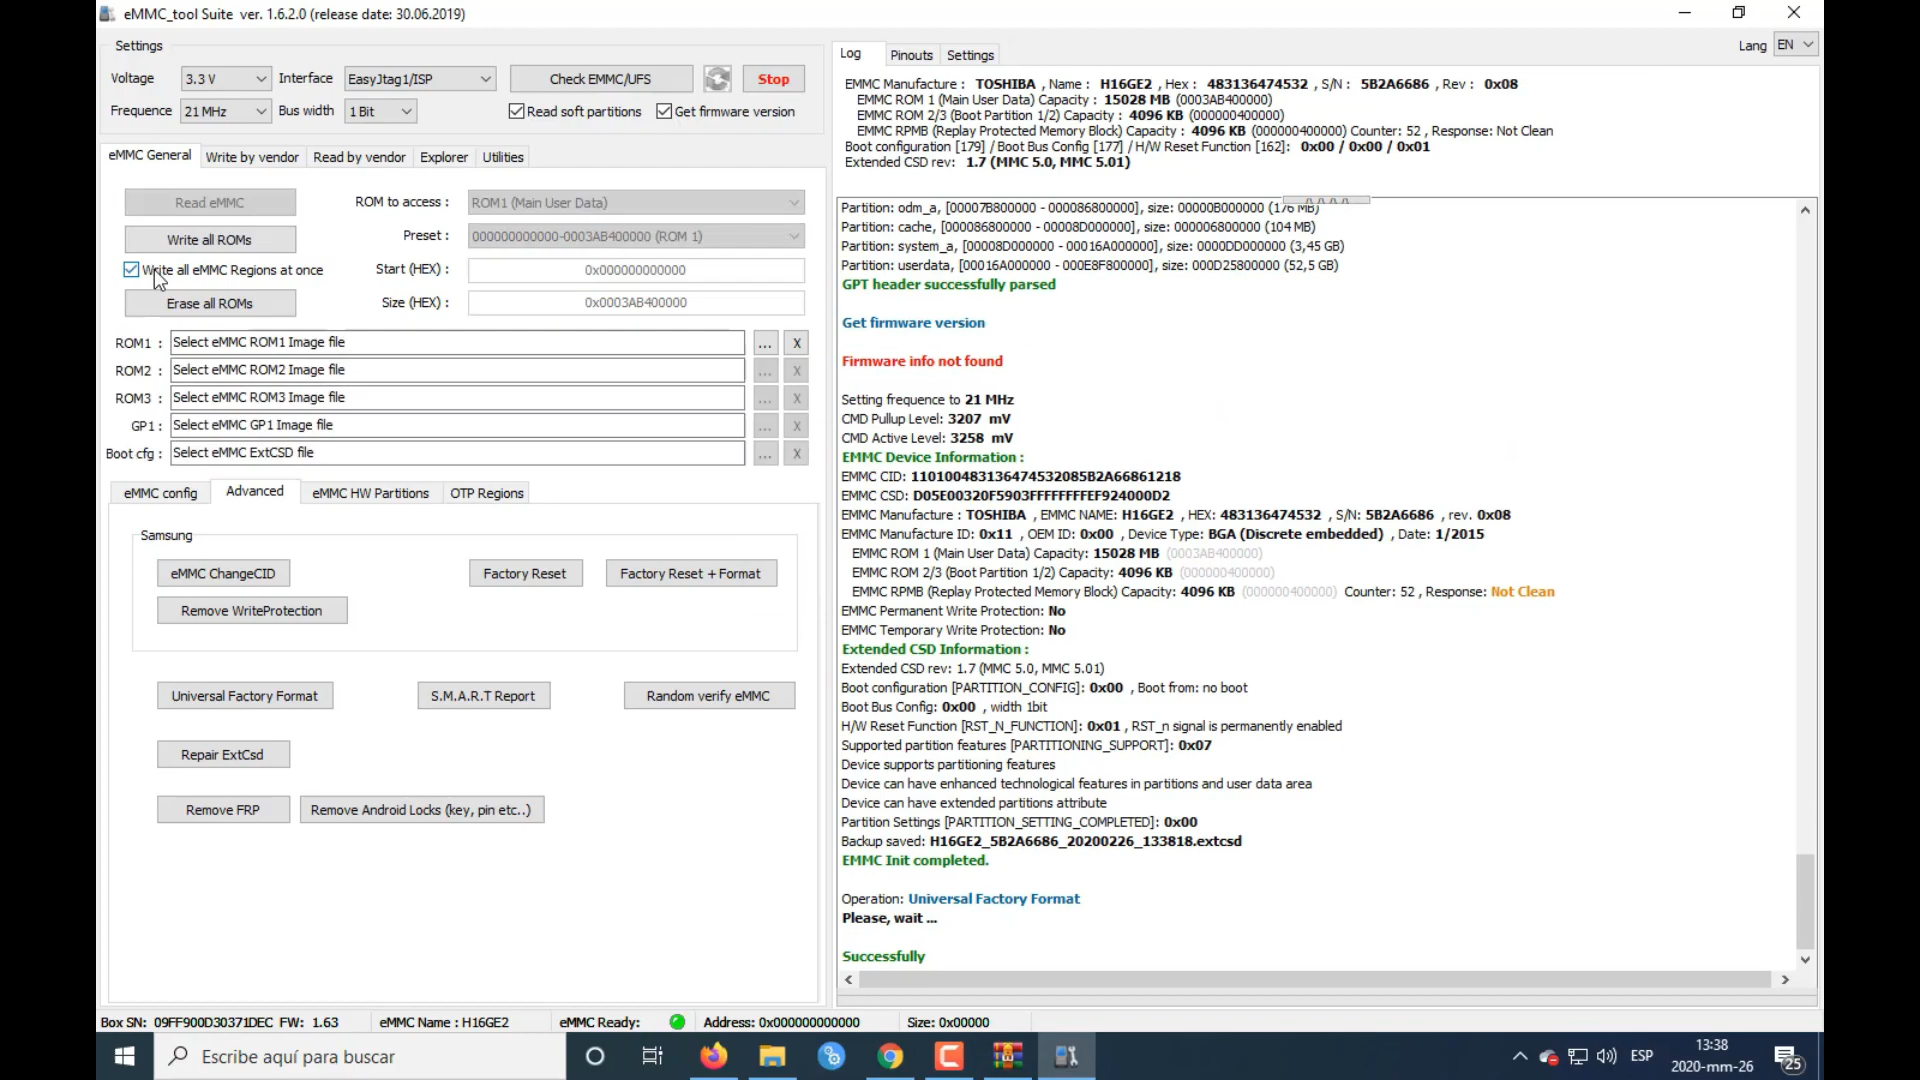 eMMC_tool Suite ver. 1.6.2.0 (release date: 30.06.2019)
Settings
Voltage 3.3 V Interface EasyJtag1/ISP Check EMMC/UFS Stop
Frequence 21 MHz Bus width 1 Bit Read soft partitions Get firmware version
eMMC General Write by vendor Read by vendor Explorer Utilities
Read eMMC ROM to access : ROM1 (Main User Data)
Write all ROMs Preset : 000000000000-0003AB400000 (ROM 1)
Write all eMMC Regions at once Start (HEX) : 0x000000000000
Erase all ROMs Size (HEX) : 0x0003AB400000
ROM1 : Select eMMC ROM1 Image file ... X
ROM2 : Select eMMC ROM2 Image file ... X
ROM3 : Select eMMC ROM3 Image file ... X
GP1 : Select eMMC GP1 Image file ... X
Boot cfg : Select eMMC ExtCSD file ... X
eMMC config Advanced eMMC HW Partitions OTP Regions
Samsung
eMMC ChangeCID Factory Reset Factory Reset + Format
Remove WriteProtection
Universal Factory Format S.M.A.R.T Report Random verify eMMC
Repair ExtCsd
Remove FRP Remove Android Locks (key, pin etc..)
Log Pinouts Settings Lang EN
EMMC Manufacture : TOSHIBA , Name : H16GE2 , Hex : 483136474532 , S/N : 5B2A6686 , Rev : 0x08
EMMC ROM 1 (Main User Data) Capacity : 15028 MB (0003AB400000)
EMMC ROM 2/3 (Boot Partition 1/2) Capacity : 4096 KB (000000400000)
EMMC RPMB (Replay Protected Memory Block) Capacity : 4096 KB (000000400000) Counter: 52 , Response: Not Clean
Boot configuration [179] / Boot Bus Config [177] / H/W Reset Function [162]: 0x00 / 0x00 / 0x01
Extended CSD rev: 1.7 (MMC 5.0, MMC 5.01)
Partition: odm_a, [00007B800000 - 000086800000], size: 00000B000000 (176 MB)
Partition: cache, [000086800000 - 00008D000000], size: 000006800000 (104 MB)
Partition: system_a, [00008D000000 - 00016A000000], size: 0000DD000000 (3,45 GB)
Partition: userdata, [00016A000000 - 000E8F800000], size: 000D25800000 (52,5 GB)
GPT header successfully parsed
Get firmware version
Firmware info not found
Setting frequence to 21 MHz
CMD Pullup Level: 3207 mV
CMD Active Level: 3258 mV
EMMC Device Information :
EMMC CID: 110100483136474532085B2A66861218
EMMC CSD: D05E00320F5903FFFFFFFFEF924000D2
EMMC Manufacture : TOSHIBA , EMMC NAME: H16GE2 , HEX: 483136474532 , S/N: 5B2A6686 , rev. 0x08
EMMC Manufacture ID: 0x11 , OEM ID: 0x00 , Device Type: BGA (Discrete embedded) , Date: 1/2015
EMMC ROM 1 (Main User Data) Capacity: 15028 MB (0003AB400000)
EMMC ROM 2/3 (Boot Partition 1/2) Capacity: 4096 KB (000000400000)
EMMC RPMB (Replay Protected Memory Block) Capacity: 4096 KB (000000400000) Counter: 52 , Response: Not Clean
EMMC Permanent Write Protection: No
EMMC Temporary Write Protection: No
Extended CSD Information :
Extended CSD rev: 1.7 (MMC 5.0, MMC 5.01)
Boot configuration [PARTITION_CONFIG]: 0x00 , Boot from: no boot
Boot Bus Config: 0x00 , width 1bit
H/W Reset Function [RST_N_FUNCTION]: 0x01 , RST_n signal is permanently enabled
Supported partition features [PARTITIONING_SUPPORT]: 0x07
Device supports partitioning features
Device can have enhanced technological features in partitions and user data area
Device can have extended partitions attribute
Partition Settings [PARTITION_SETTING_COMPLETED]: 0x00
Backup saved: H16GE2_5B2A6686_20200226_133818.extcsd
EMMC Init completed.
Operation: Universal Factory Format
Please, wait ...
Successfully
Box SN: 09FF900D30371DEC FW: 1.63 eMMC Name : H16GE2 eMMC Ready: Address: 0x000000000000 Size: 0x00000
Escribe aquí para buscar
ESP
13:38
2020-mm-26
25